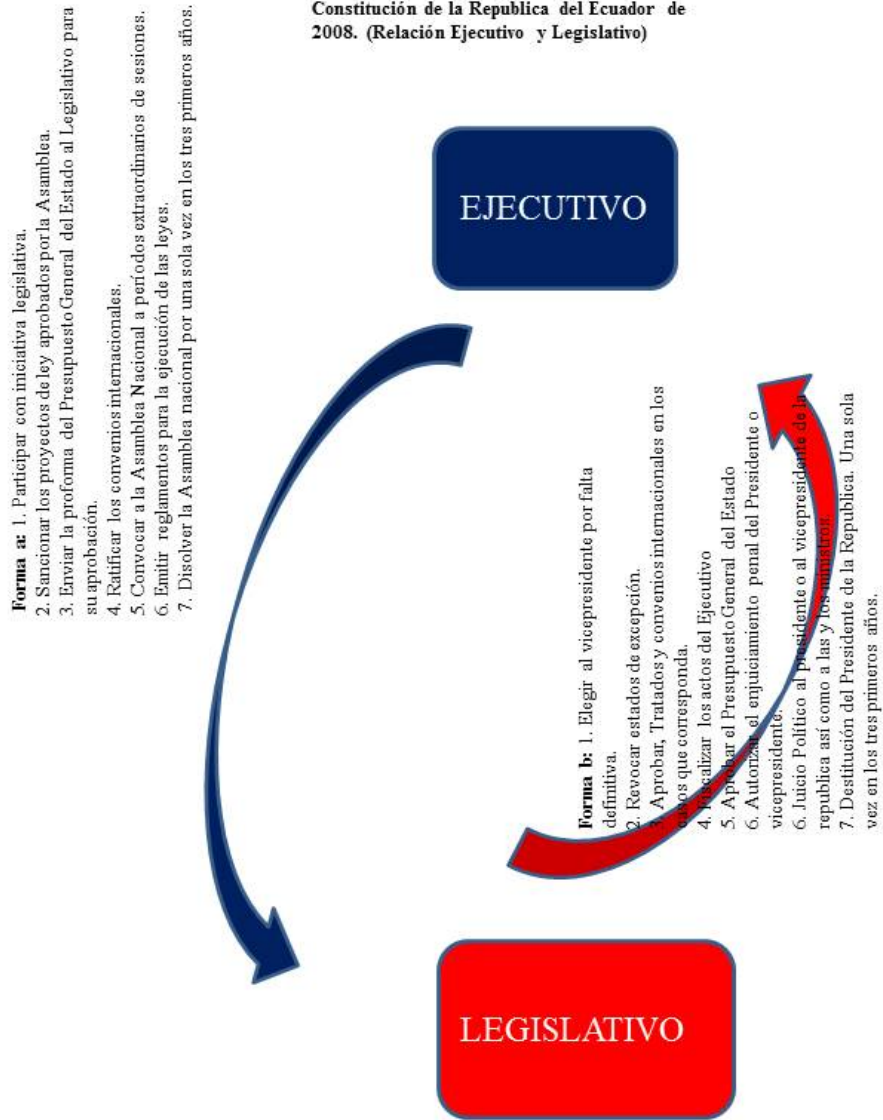 Constitución de la Republica del Ecuador de
2008. (Relación Ejecutivo y Legislativo)
EJECUTIVO
Forma a: 1. Participar con iniciativa legislativa.
2. Sancionar los proyectos de ley aprobados por la Asamblea.
3. Enviar la proforma del Presupuesto General del Estado al Legislativo para
su aprobación.
4. Ratificar los convenios internacionales.
5. Convocar a la Asamblea Nacional a períodos extraordinarios de sesiones.
6. Emitir reglamentos para la ejecución de las leyes.
7. Disolver la Asamblea nacional por una sola vez en los tres primeros años.
Forma b: 1. Elegir al vicepresidente por falta
definitiva.
2. Revocar estados de excepción.
3. Aprobar, Tratados y convenios internacionales en los
casos que corresponda.
4. Fiscalizar los actos del Ejecutivo
5. Aprobar el Presupuesto General del Estado
6. Autorizar el enjuiciamiento penal del Presidente o
vicepresidente.
6. Juicio Político al presidente o al vicepresidente de la
republica así como a las y los ministros.
7. Destitución del Presidente de la Republica. Una sola
vez en los tres primeros años.
LEGISLATIVO